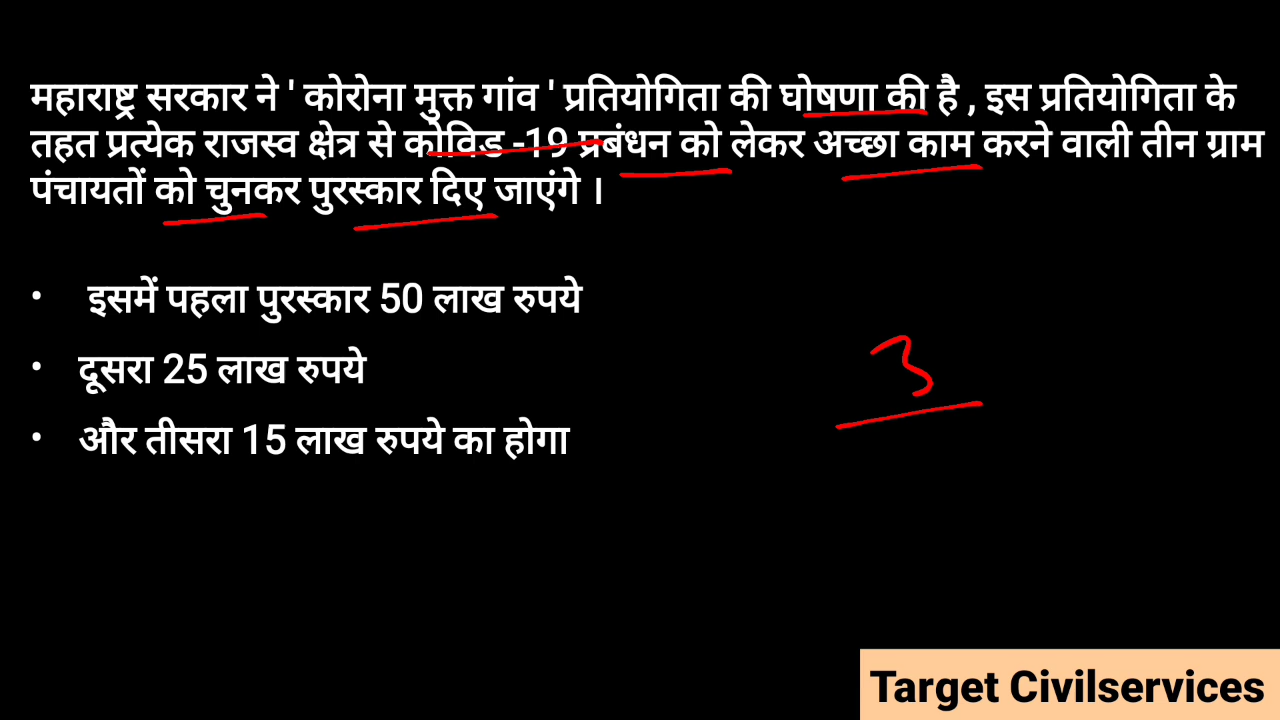 महाराष्ट्र सरकार ने ' कोरोना मुक्त गांव ' प्रतियोगिता की घोषणा की है , इस प्रतियोगिता के
तहत प्रत्येक राजस्व क्षेत्र से कोविड -19 प्रबंधन को लेकर अच्छा काम करने वाली तीन ग्राम
पंचायतों को चुनकर पुरस्कार दिए जाएंगे ।
• इसमें पहला पुरस्कार 50 लाख रुपये
• दूसरा 25 लाख रुपये
3
• और तीसरा 15 लाख रुपये का होगा
Target Civilservices